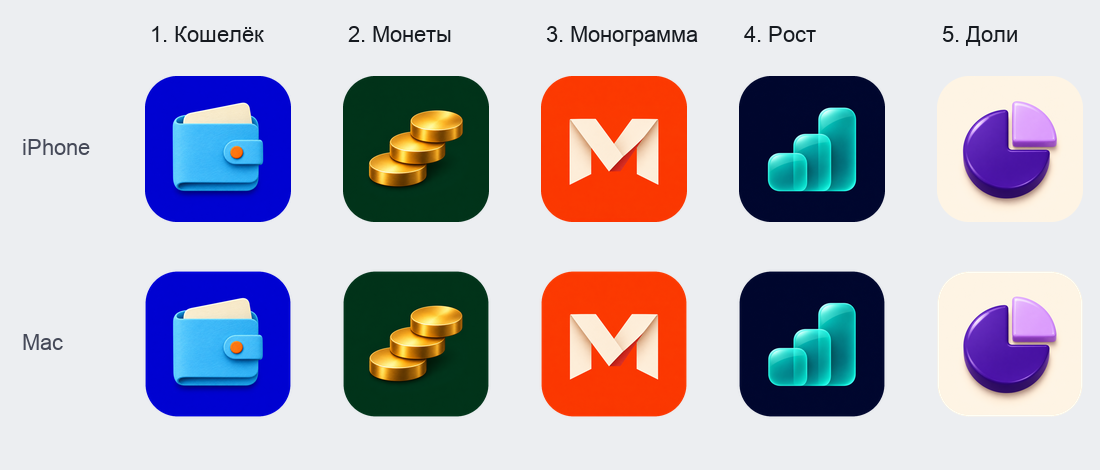 1. Кошелёк
2. Монеты
3. Монограмма
4. Рост
5. Доли
iPhone
Mac